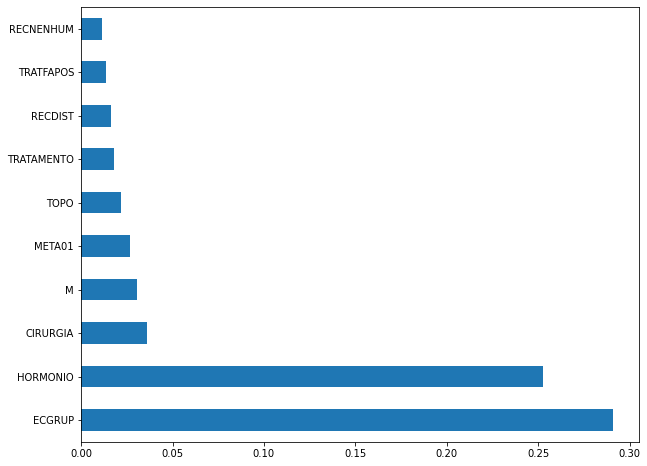 RECNENHUM
TRATFAPOS
RECDIST
TRATAMENTO
TOPO
META01
M
CIRURGIA
HORMONIO
ECGRUP
0.00 0.05 0.10 0.15 0.20 0.25 0.30